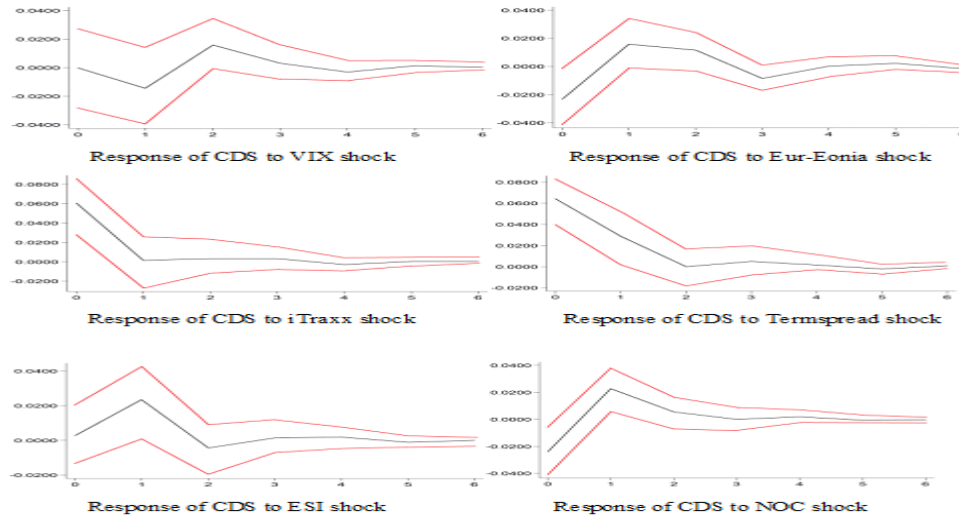 0.0400
0.0200
0.0000
-0.0200
-0.0400
0 1 2 3 4 5 6
Response of CDS to VIX shock
0.0400
0.0200
0.0000
-0.0200
-0.0400
0 1 2 3 4 5 6
Response of CDS to Eur-Eonia shock
0.0800
0.0600
0.0400
0.0200
0.0000
-0.0200
0 1 2 3 4 5 6
Response of CDS to iTraxx shock
0.0800
0.0600
0.0400
0.0200
0.0000
-0.0200
0 1 2 3 4 5 6
Response of CDS to Termspread shock
0.0400
0.0200
0.0000
-0.0200
0 1 2 3 4 5 6
Response of CDS to ESI shock
0.0400
0.0200
0.0000
-0.0200
-0.0400
0 1 2 3 4 5 6
Response of CDS to NOC shock